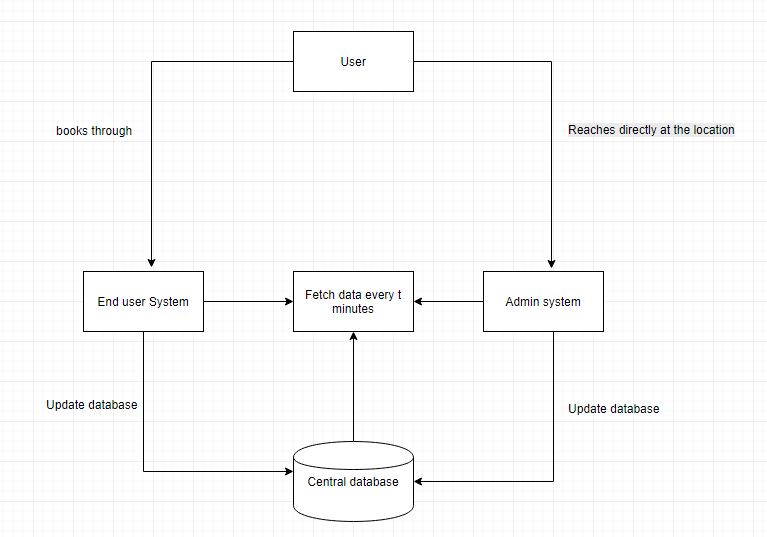 User
books through
Reaches directly at the location
End user System
Fetch data every t
minutes
Admin system
Update database
Update database
Central database